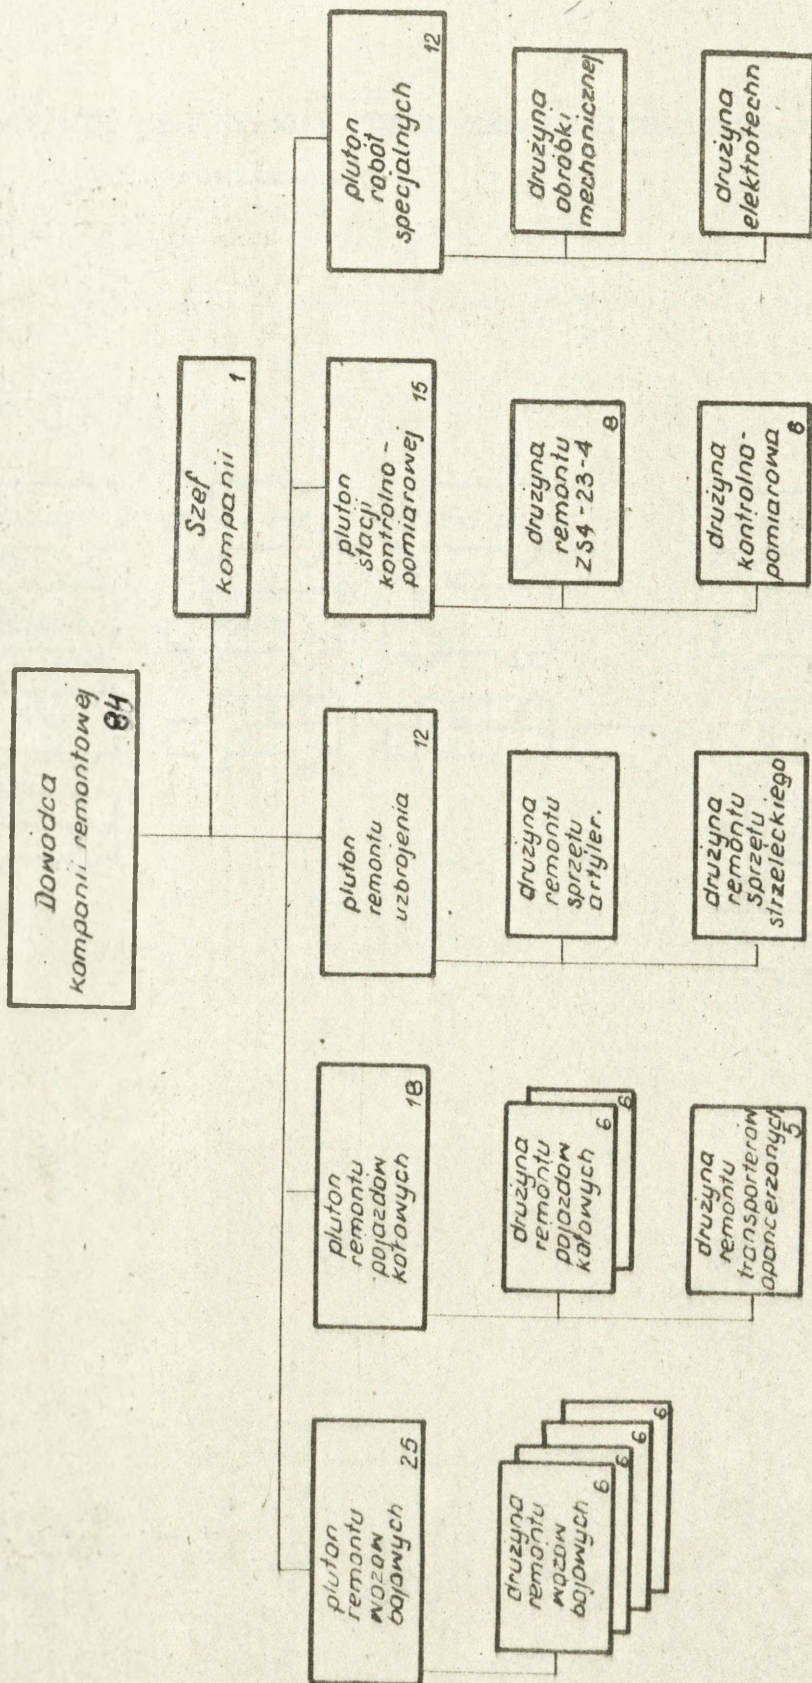 Dowódca
kompanii remontowej
84
Szef
kompanii
1
pluton
remontu
wozów
bojowych
25
pluton
remontu
pojazdów
kołowych
18
pluton
remontu
uzbrojenia
12
pluton
stacji
kontrolno-
pomiarowej
15
pluton
robót
specjalnych
12
drużyna
remontu
wozów
bojowych
6
6
6
6
drużyna
remontu
pojazdów
kołowych
6
6
drużyna
remontu
transporterów
opancerzonych
5
drużyna
remontu
sprzętu
artyler.
drużyna
remontu
sprzętu
strzeleckiego
drużyna
remontu
ZS4-23-4
8
drużyna
kontrolno-
pomiarowa
6
drużyna
obróbki
mechanicznej
drużyna
elektrotechn